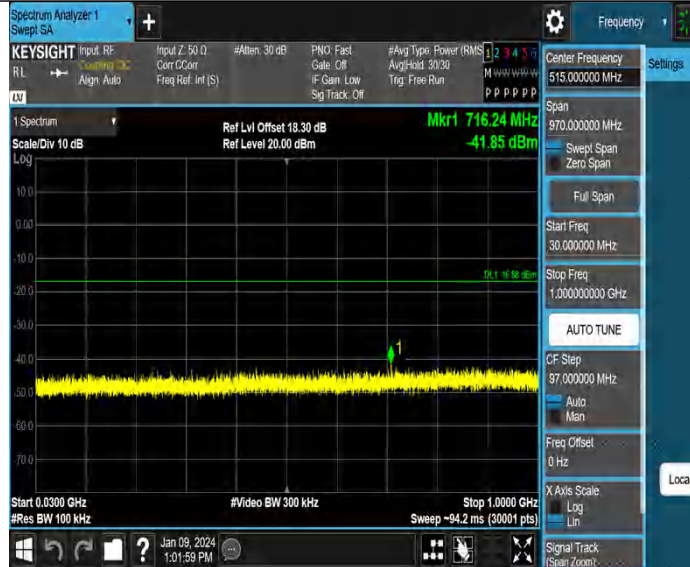 Spectrum Analyzer 1
Swept SA
+
Frequency
KEYSIGHT
RL
Input: RF
Coupling: DC
Align: Auto
Input Z: 50 Ω
Corr CCorr
Freq Ref: Int (S)
#Atten: 30 dB
PNO: Fast
Gate: Off
IF Gain: Low
Sig Track: Off
#Avg Type: Power (RMS
Avg|Hold: 30/30
Trig: Free Run
1 2 3 4 5 6
M W W W W W
P P P P P P
LXI
1 Spectrum
Scale/Div 10 dB
Ref Lvl Offset 18.30 dB
Ref Level 20.00 dBm
Mkr1 716.24 MHz
-41.85 dBm
Log
10.0
0.00
-10.0
-20.0
-30.0
-40.0
-50.0
-60.0
-70.0
DL1 -16.88 dBm
1
Start 0.0300 GHz
#Res BW 100 kHz
#Video BW 300 kHz
Stop 1.0000 GHz
Sweep ~94.2 ms (30001 pts)
Center Frequency
515.000000 MHz
Settings
Span
970.000000 MHz
Swept Span
Zero Span
Full Span
Start Freq
30.000000 MHz
Stop Freq
1.000000000 GHz
AUTO TUNE
CF Step
97.000000 MHz
Auto
Man
Freq Offset
0 Hz
X Axis Scale
Log
Lin
Loca
Signal Track
(Span Zoom)
?
Jan 09, 2024
1:01:59 PM